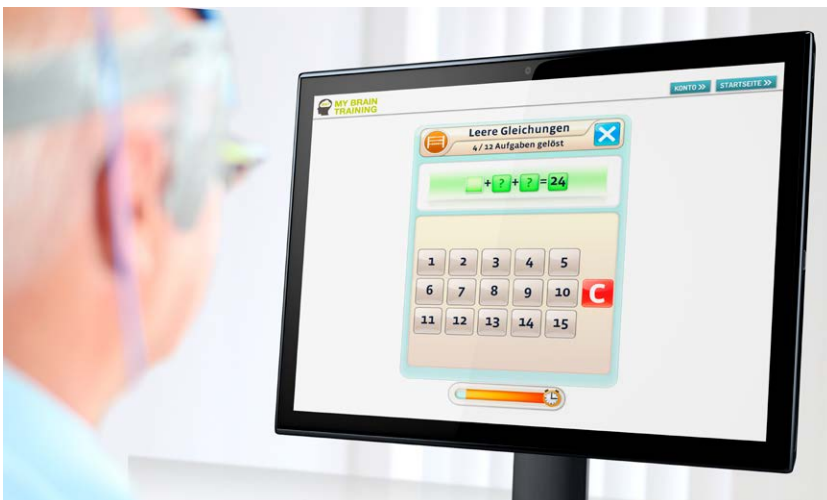 MY BRAIN
TRAINING
KONTO >>
STARTSEITE >>
Leere Gleichungen
4 / 12 Aufgaben gelöst
+ ? + ? = 24
1 2 3 4 5
6 7 8 9 10 C
11 12 13 14 15